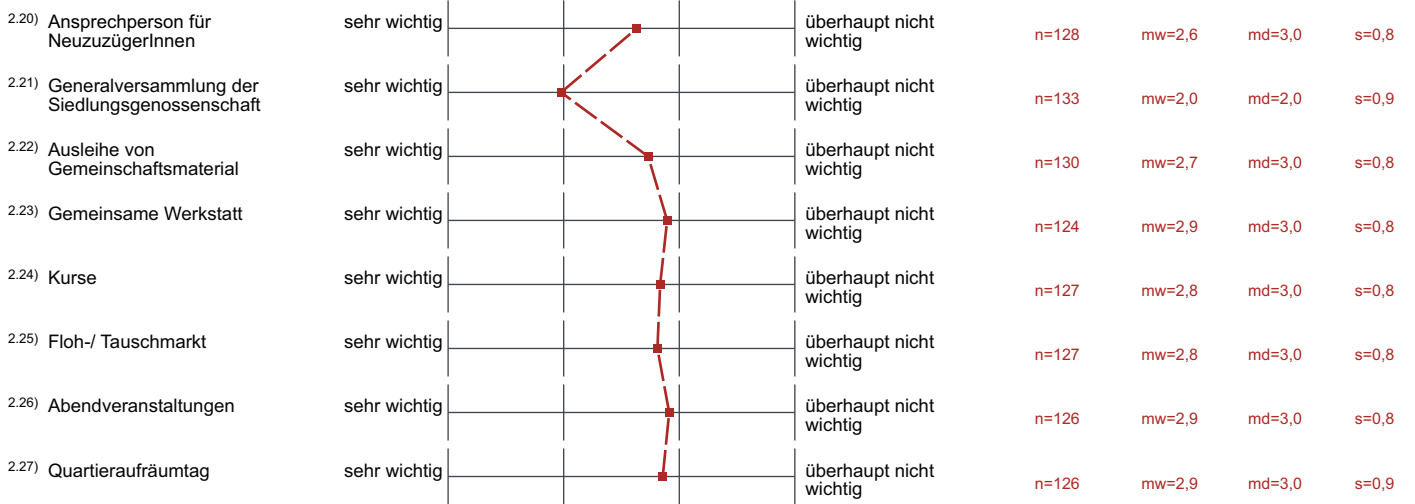 2.20) Ansprechperson für NeuzuzügerInnen sehr wichtig überhaupt nicht wichtig n=128 mw=2,6 md=3,0 s=0,8
2.21) Generalversammlung der Siedlungsgenossenschaft sehr wichtig überhaupt nicht wichtig n=133 mw=2,0 md=2,0 s=0,9
2.22) Ausleihe von Gemeinschaftsmaterial sehr wichtig überhaupt nicht wichtig n=130 mw=2,7 md=3,0 s=0,8
2.23) Gemeinsame Werkstatt sehr wichtig überhaupt nicht wichtig n=124 mw=2,9 md=3,0 s=0,8
2.24) Kurse sehr wichtig überhaupt nicht wichtig n=127 mw=2,8 md=3,0 s=0,8
2.25) Floh-/ Tauschmarkt sehr wichtig überhaupt nicht wichtig n=127 mw=2,8 md=3,0 s=0,8
2.26) Abendveranstaltungen sehr wichtig überhaupt nicht wichtig n=126 mw=2,9 md=3,0 s=0,8
2.27) Quartieraufräumtag sehr wichtig überhaupt nicht wichtig n=126 mw=2,9 md=3,0 s=0,9